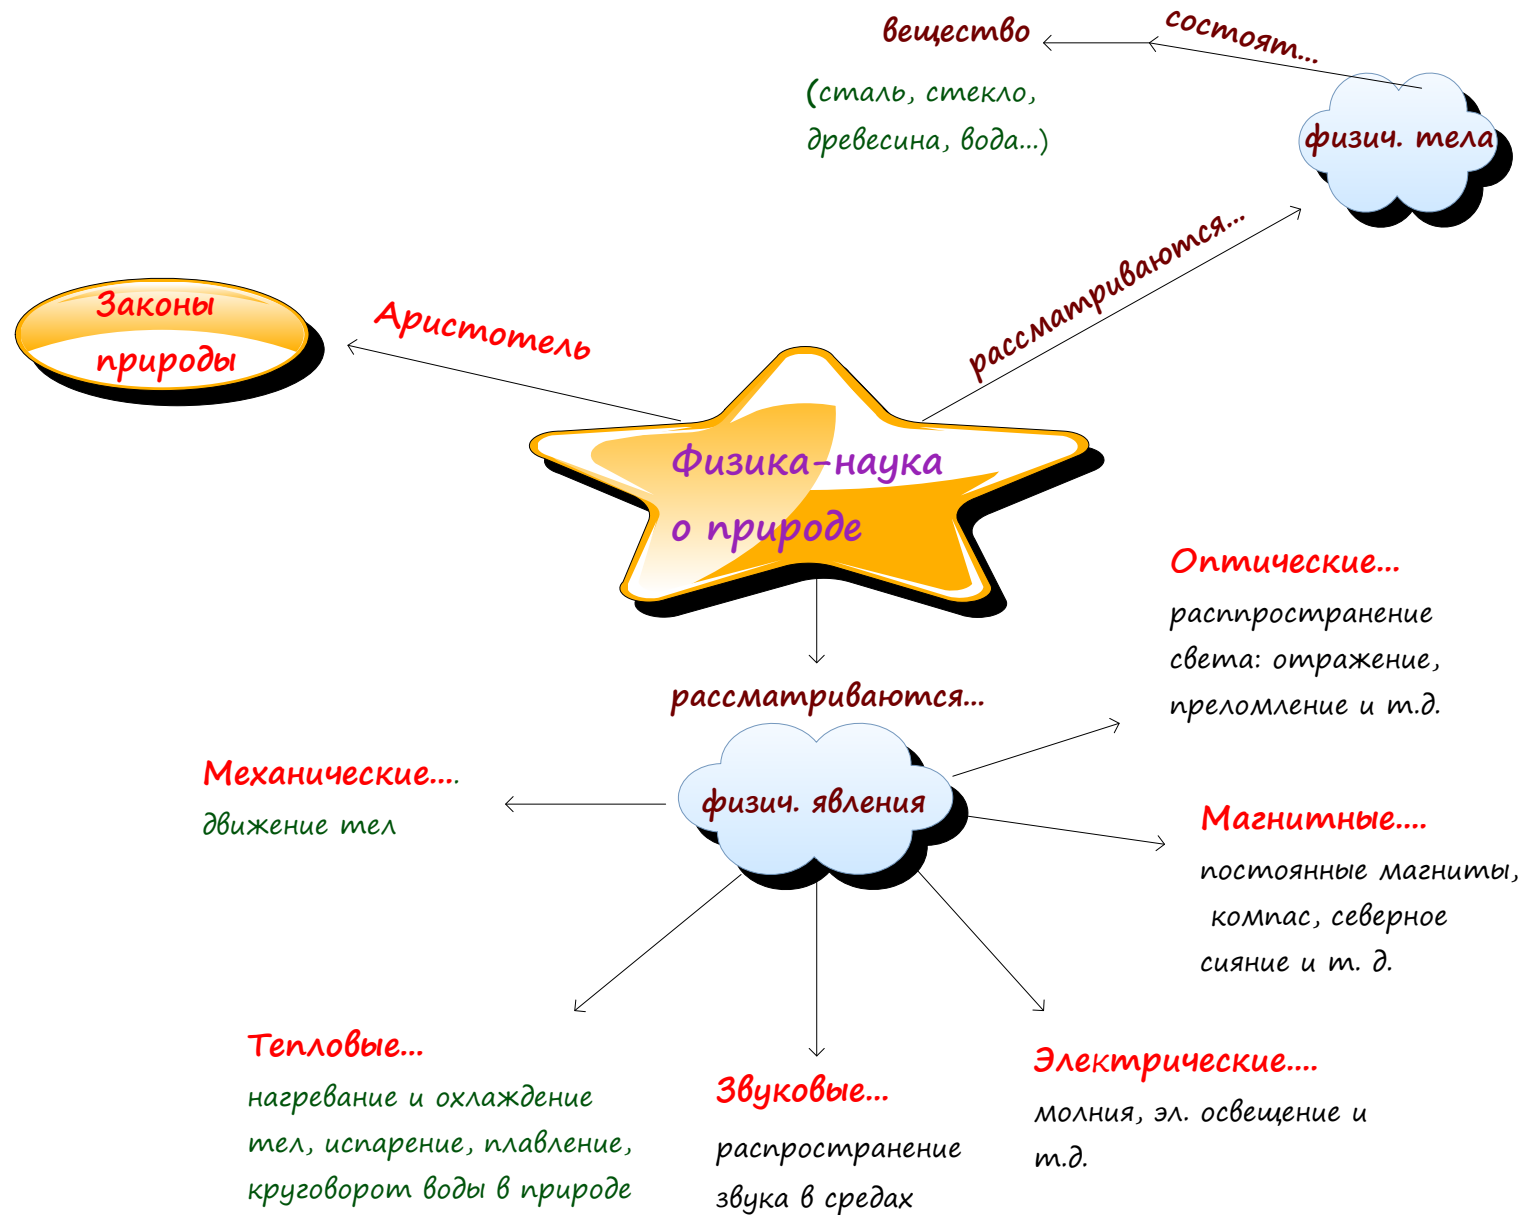 вещество
состоят...
(сталь, стекло,
древесина, вода...)
физич. тела
рассматриваются...
Законы
природы
Аристотель
Физика-наука
о природе
Оптические...
расппространение
света: отражение,
преломление и т.д.
рассматриваются...
Механические....
движение тел
физич. явления
Магнитные....
постоянные магниты,
компас, северное
сияние и т. д.
Тепловые...
нагревание и охлаждение
тел, испарение, плавление,
круговорот воды в природе
Звуковые...
распространение
звука в средах
Электрические....
молния, эл. освещение и
т.д.